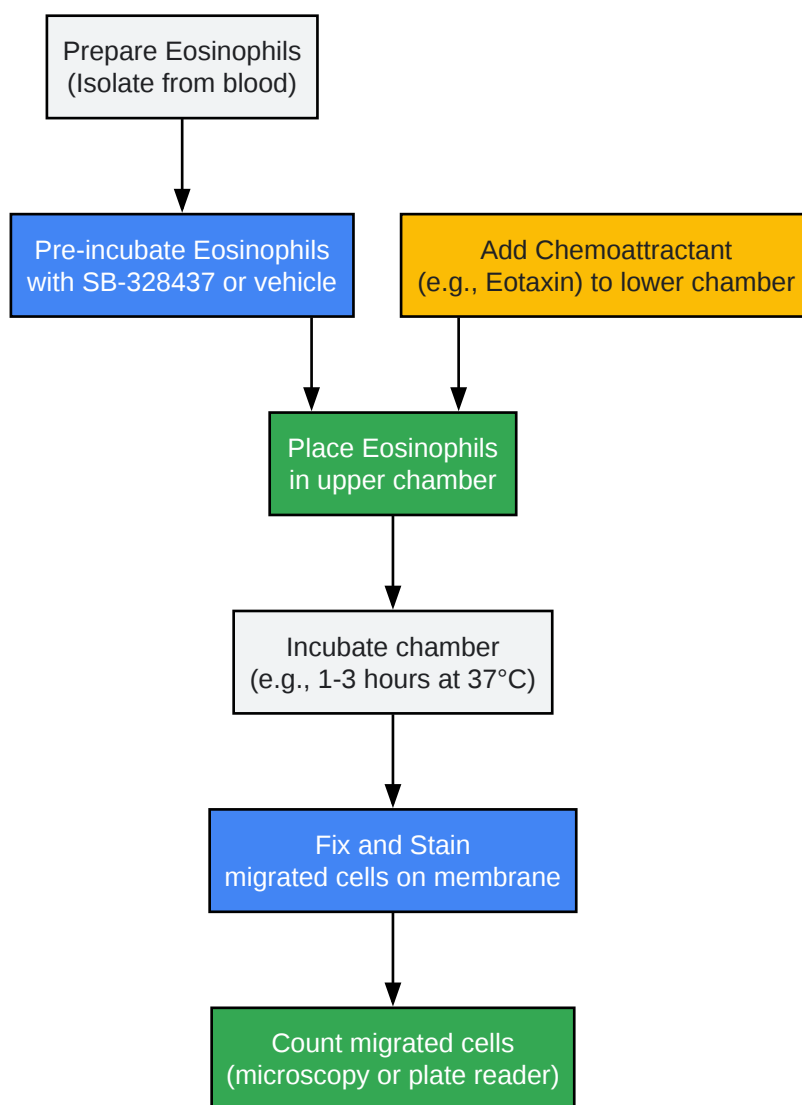 Prepare Eosinophils
(Isolate from blood)
Pre-incubate Eosinophils
with SB-328437 or vehicle
Add Chemoattractant
(e.g., Eotaxin) to lower chamber
Place Eosinophils
in upper chamber
Incubate chamber
(e.g., 1-3 hours at 37°C)
Fix and Stain
migrated cells on membrane
Count migrated cells
(microscopy or plate reader)